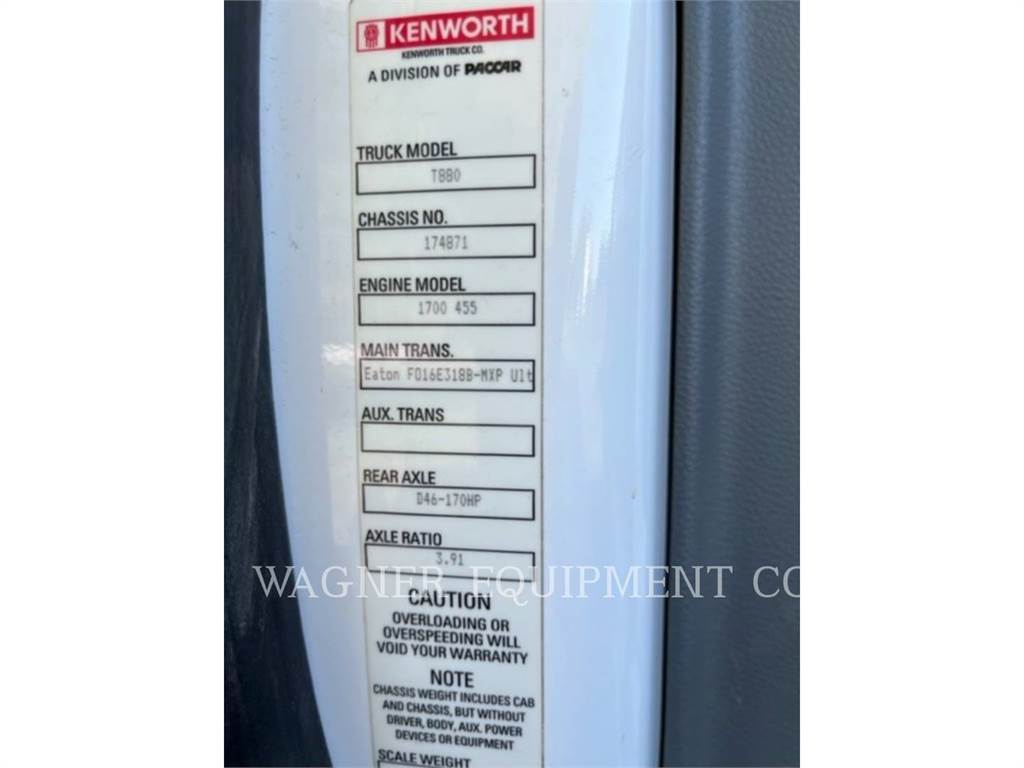 KENWORTH
KENWORTH TRUCK CO.
A DIVISION OF PACCAR
TRUCK MODEL
T880
CHASSIS NO.
174871
ENGINE MODEL
1700 455
MAIN TRANS.
Eaton FO16E318B-MXP Ult
AUX. TRANS
REAR AXLE
D46-170HP
AXLE RATIO
3.91
WAGNER EQUIPMENT CO
CAUTION
OVERLOADING OR
OVERSPEEDING WILL
VOID YOUR WARRANTY
NOTE
CHASSIS WEIGHT INCLUDES CAB
AND CHASSIS, BUT WITHOUT
DRIVER, BODY, AUX. POWER
DEVICES OR EQUIPMENT
SCALE WEIGHT